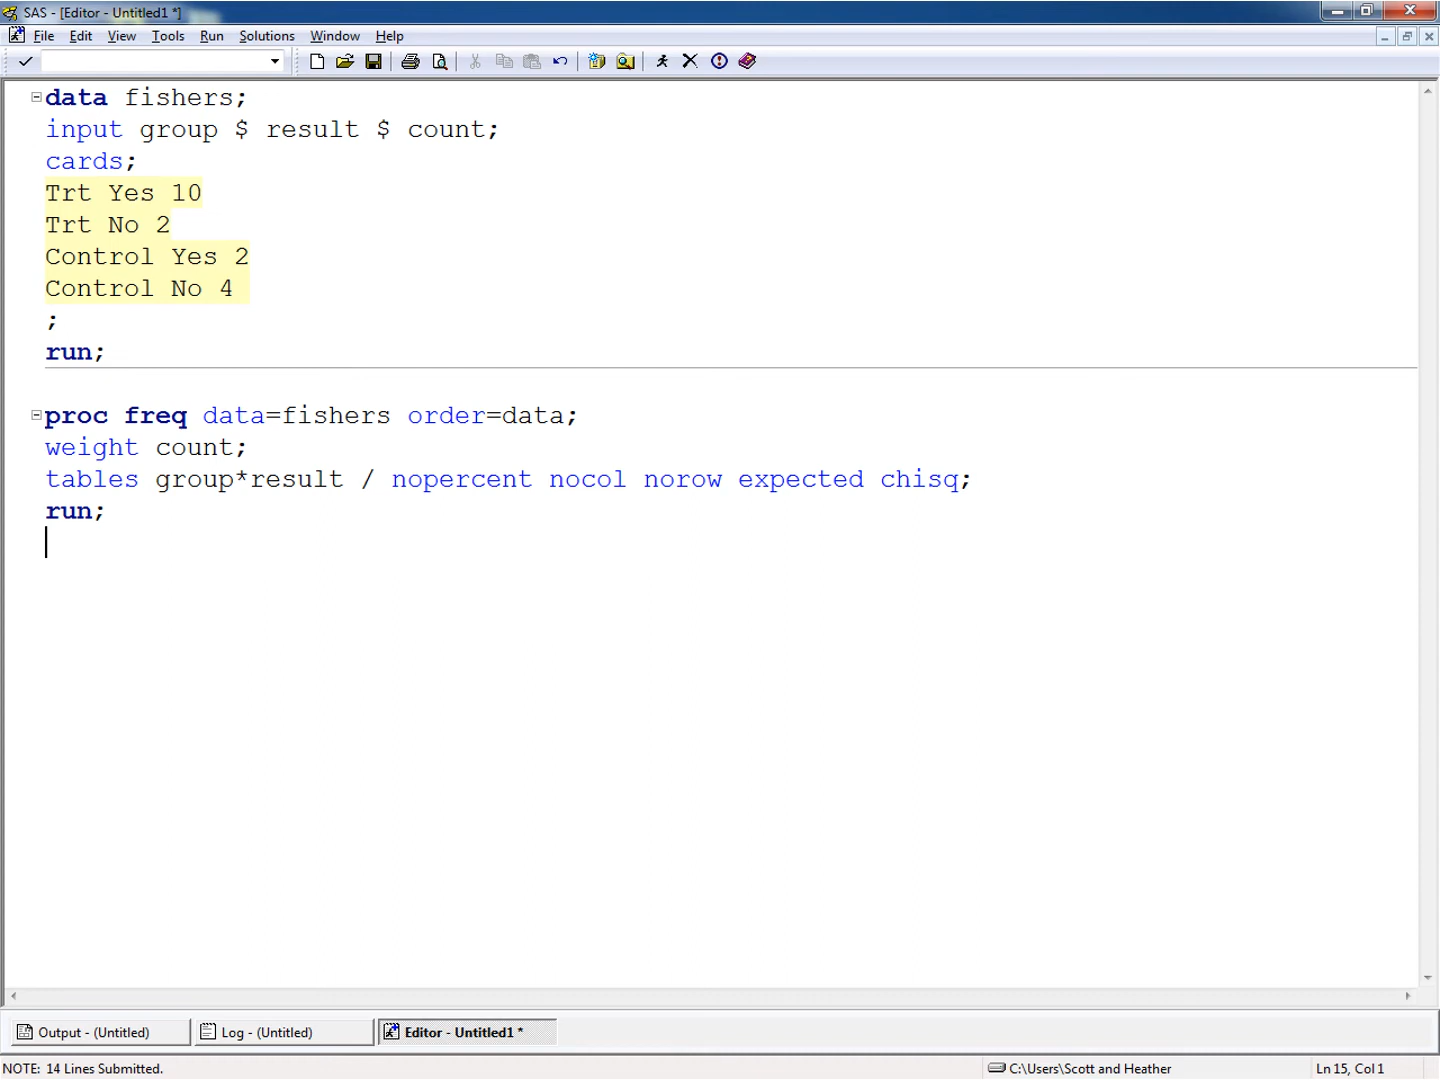 SAS - [Editor - Untitled1 *]
File Edit View Tools Run Solutions Window Help
data fishers;
input group $ result $ count;
cards;
Trt Yes 10
Trt No 2
Control Yes 2
Control No 4
;
run;
proc freq data=fishers order=data;
weight count;
tables group*result / nopercent nocol norow expected chisq;
run;
Output - (Untitled) Log - (Untitled) Editor - Untitled1 *
NOTE: 14 Lines Submitted. C:\Users\Scott and Heather Ln 15, Col 1